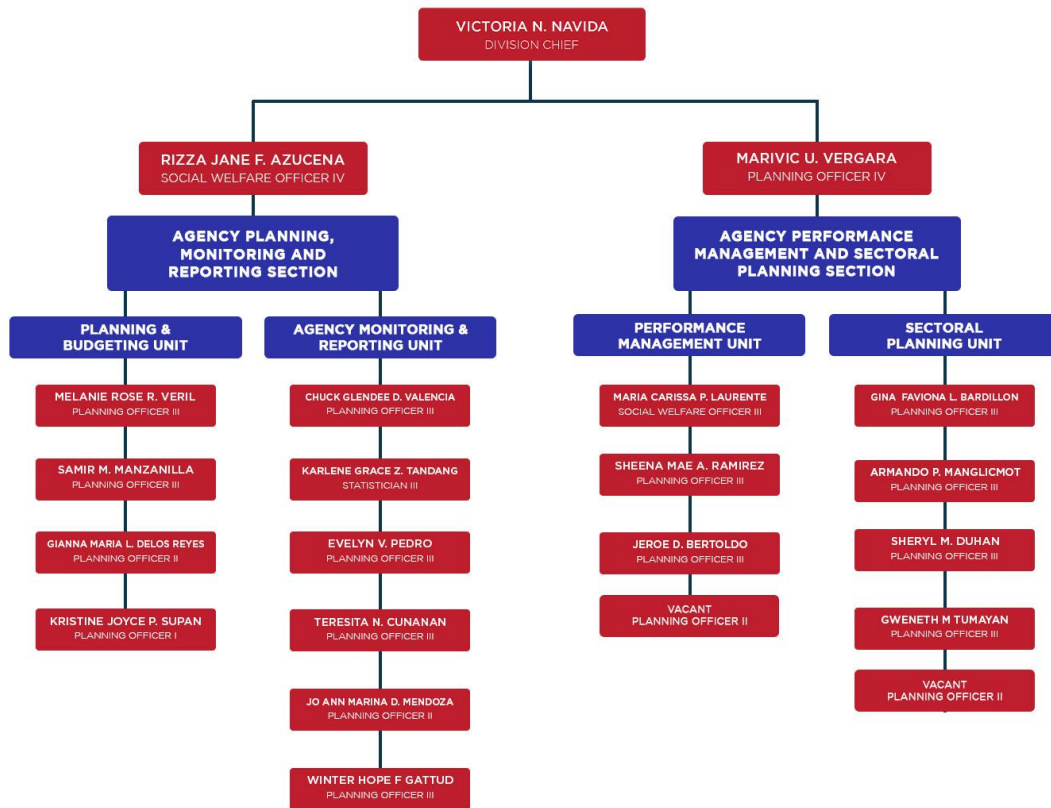 VICTORIA N. NAVIDA
DIVISION CHIEF
RIZZA JANE F. AZUCENA
SOCIAL WELFARE OFFICER IV
MARIVIC U. VERGARA
PLANNING OFFICER IV
AGENCY PLANNING,
MONITORING AND
REPORTING SECTION
AGENCY PERFORMANCE
MANAGEMENT AND SECTORAL
PLANNING SECTION
PLANNING &
BUDGETING UNIT
AGENCY MONITORING &
REPORTING UNIT
PERFORMANCE
MANAGEMENT UNIT
SECTORAL
PLANNING UNIT
MELANIE ROSE R. VERIL
PLANNING OFFICER III
SAMIR M. MANZANILLA
PLANNING OFFICER III
GIANNA MARIA L. DELOS REYES
PLANNING OFFICER II
KRISTINE JOYCE P. SUPAN
PLANNING OFFICER I
CHUCK GLENDEE D. VALENCIA
PLANNING OFFICER III
KARLENE GRACE Z. TANDANG
STATISTICIAN III
EVELYN V. PEDRO
PLANNING OFFICER III
TERESITA N. CUNANAN
PLANNING OFFICER III
JO ANN MARINA D. MENDOZA
PLANNING OFFICER II
WINTER HOPE F GATTUD
PLANNING OFFICER III
MARIA CARISSA P. LAURENTE
SOCIAL WELFARE OFFICER III
SHEENA MAE A. RAMIREZ
PLANNING OFFICER III
JEROE D. BERTOLDO
PLANNING OFFICER III
VACANT
PLANNING OFFICER II
GINA FAVIONA L. BARDILLON
PLANNING OFFICER III
ARMANDO P. MANGLICMOT
PLANNING OFFICER III
SHERYL M. DUHAN
PLANNING OFFICER III
GWENETH M TUMAYAN
PLANNING OFFICER III
VACANT
PLANNING OFFICER II